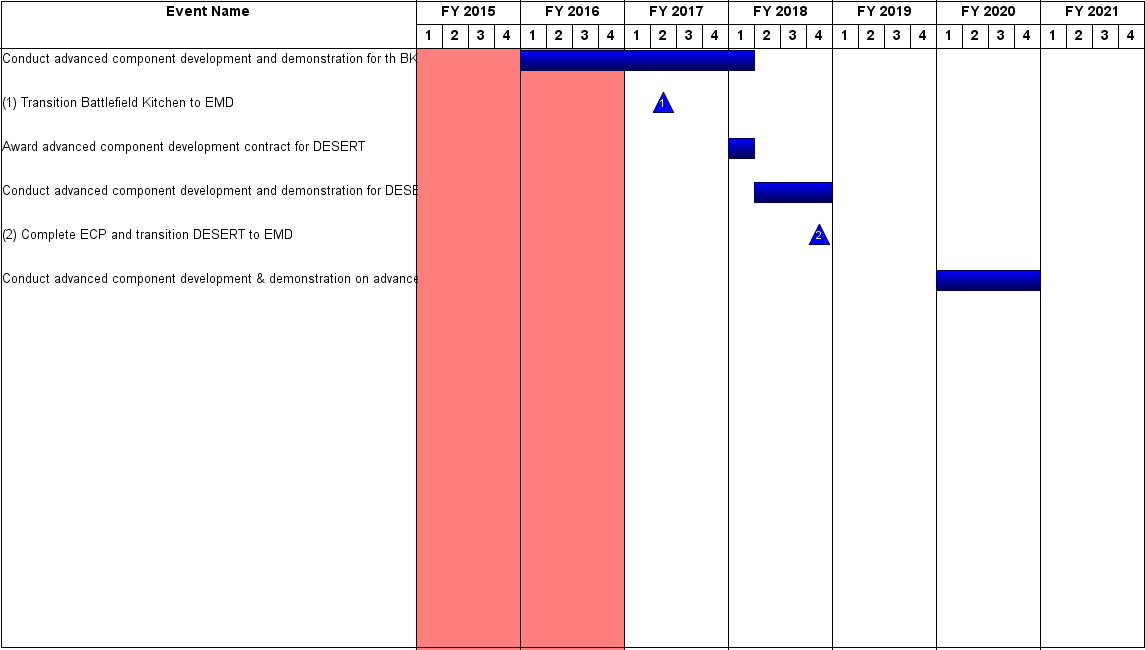 Event Name FY 2015 FY 2016 FY 2017 FY 2018 FY 2019 FY 2020 FY 2021
1 2 3 4 1 2 3 4 1 2 3 4 1 2 3 4 1 2 3 4 1 2 3 4 1 2 3 4
Conduct advanced component development and demonstration for th BK
(1) Transition Battlefield Kitchen to EMD 1
Award advanced component development contract for DESERT
Conduct advanced component development and demonstration for DESE
(2) Complete ECP and transition DESERT to EMD 2
Conduct advanced component development & demonstration on advance